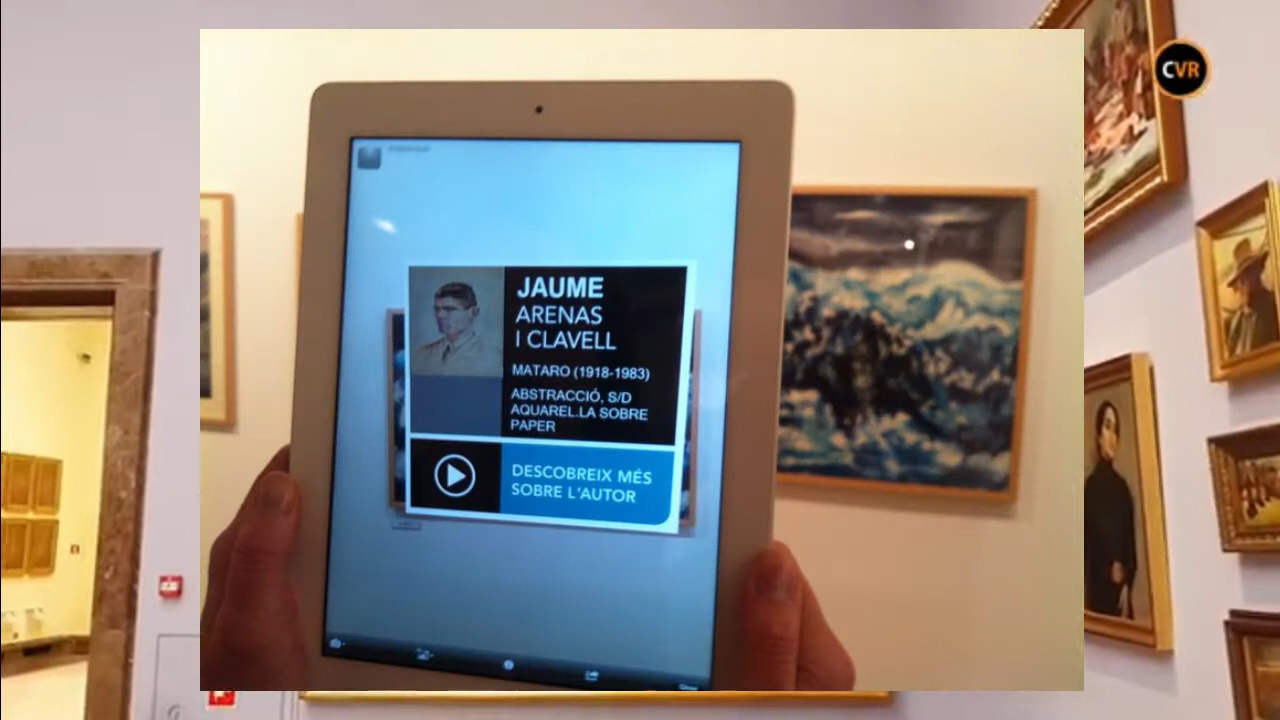 CVR
JAUME
ARENAS
I CLAVELL
MATARO (1918-1983)
ABSTRACCIÓ, S/D
AQUAREL.LA SOBRE
PAPER
DESCOBREIX MÉS
SOBRE L'AUTOR